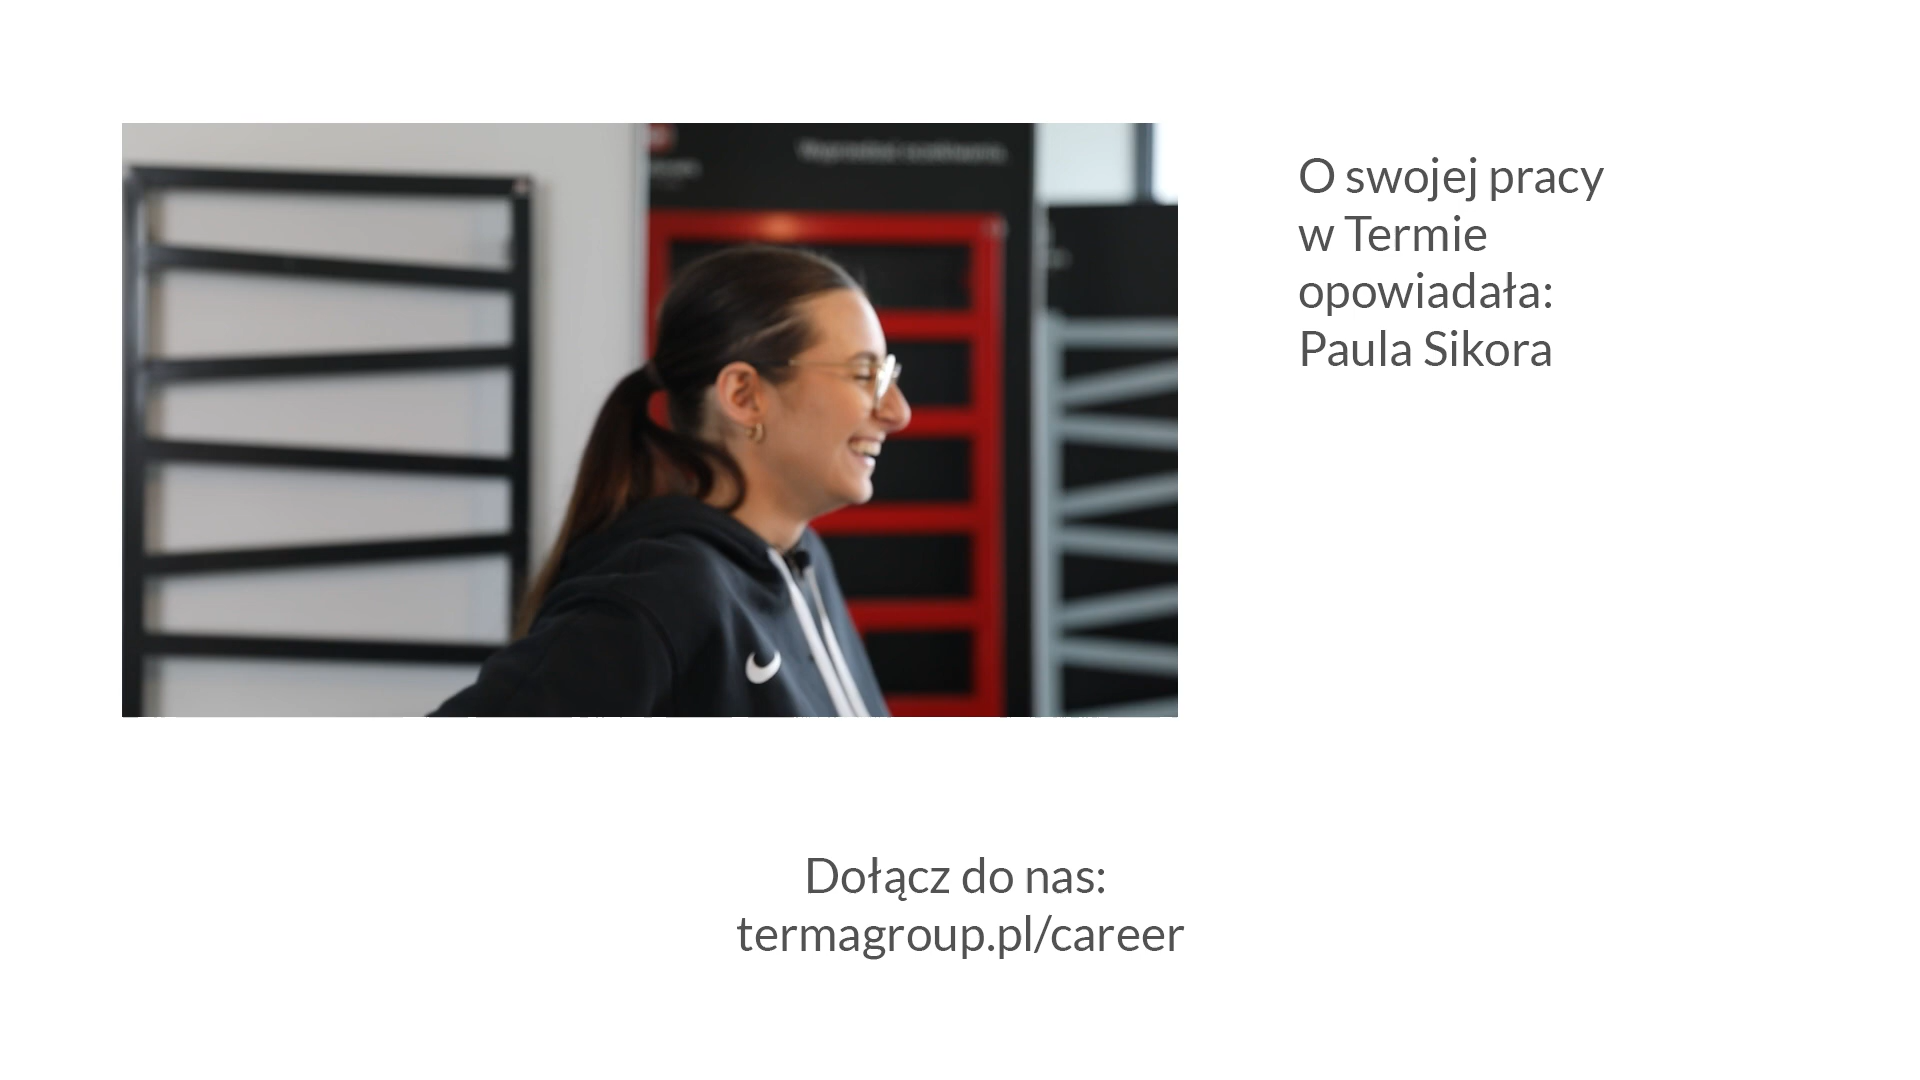 O swojej pracy
w Termie
opowiadała:
Paula Sikora
Dołącz do nas:
termagroup.pl/career